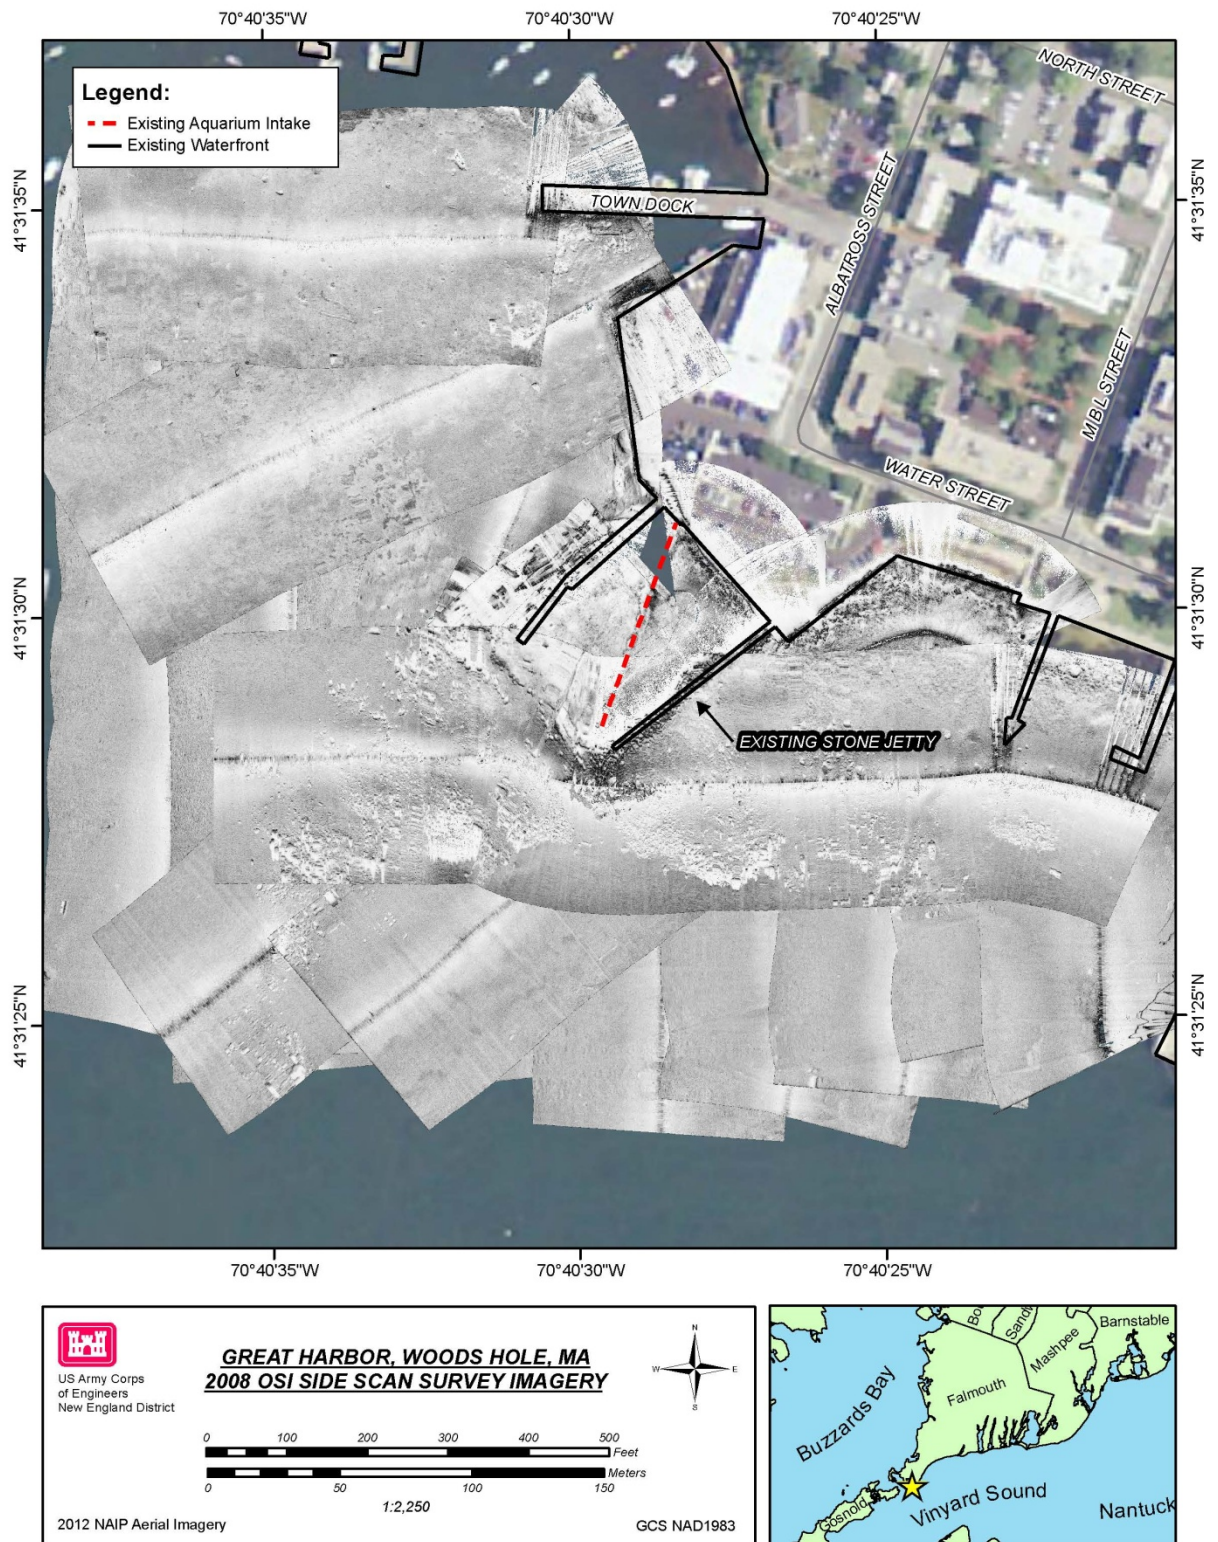 70°40'35"W
70°40'30"W
70°40'25"W
41°31'35"N
41°31'35"N
41°31'30"N
41°31'30"N
41°31'25"N
41°31'25"N
Legend:
Existing Aquarium Intake
Existing Waterfront
NORTH STREET
TOWN DOCK
ALBATROSS STREET
MBL STREET
WATER STREET
EXISTING STONE JETTY
70°40'35"W
70°40'30"W
70°40'25"W
US Army Corps
of Engineers
New England District
GREAT HARBOR, WOODS HOLE, MA
2008 OSI SIDE SCAN SURVEY IMAGERY
N
W
E
S
0 100 200 300 400 500
Feet
Meters
0 50 100 150
1:2,250
2012 NAIP Aerial Imagery
GCS NAD1983
Bou
Sandw
Mashpee
Barnstable
Falmouth
Buzzards Bay
Gosnold
Vinyard Sound
Nantuck